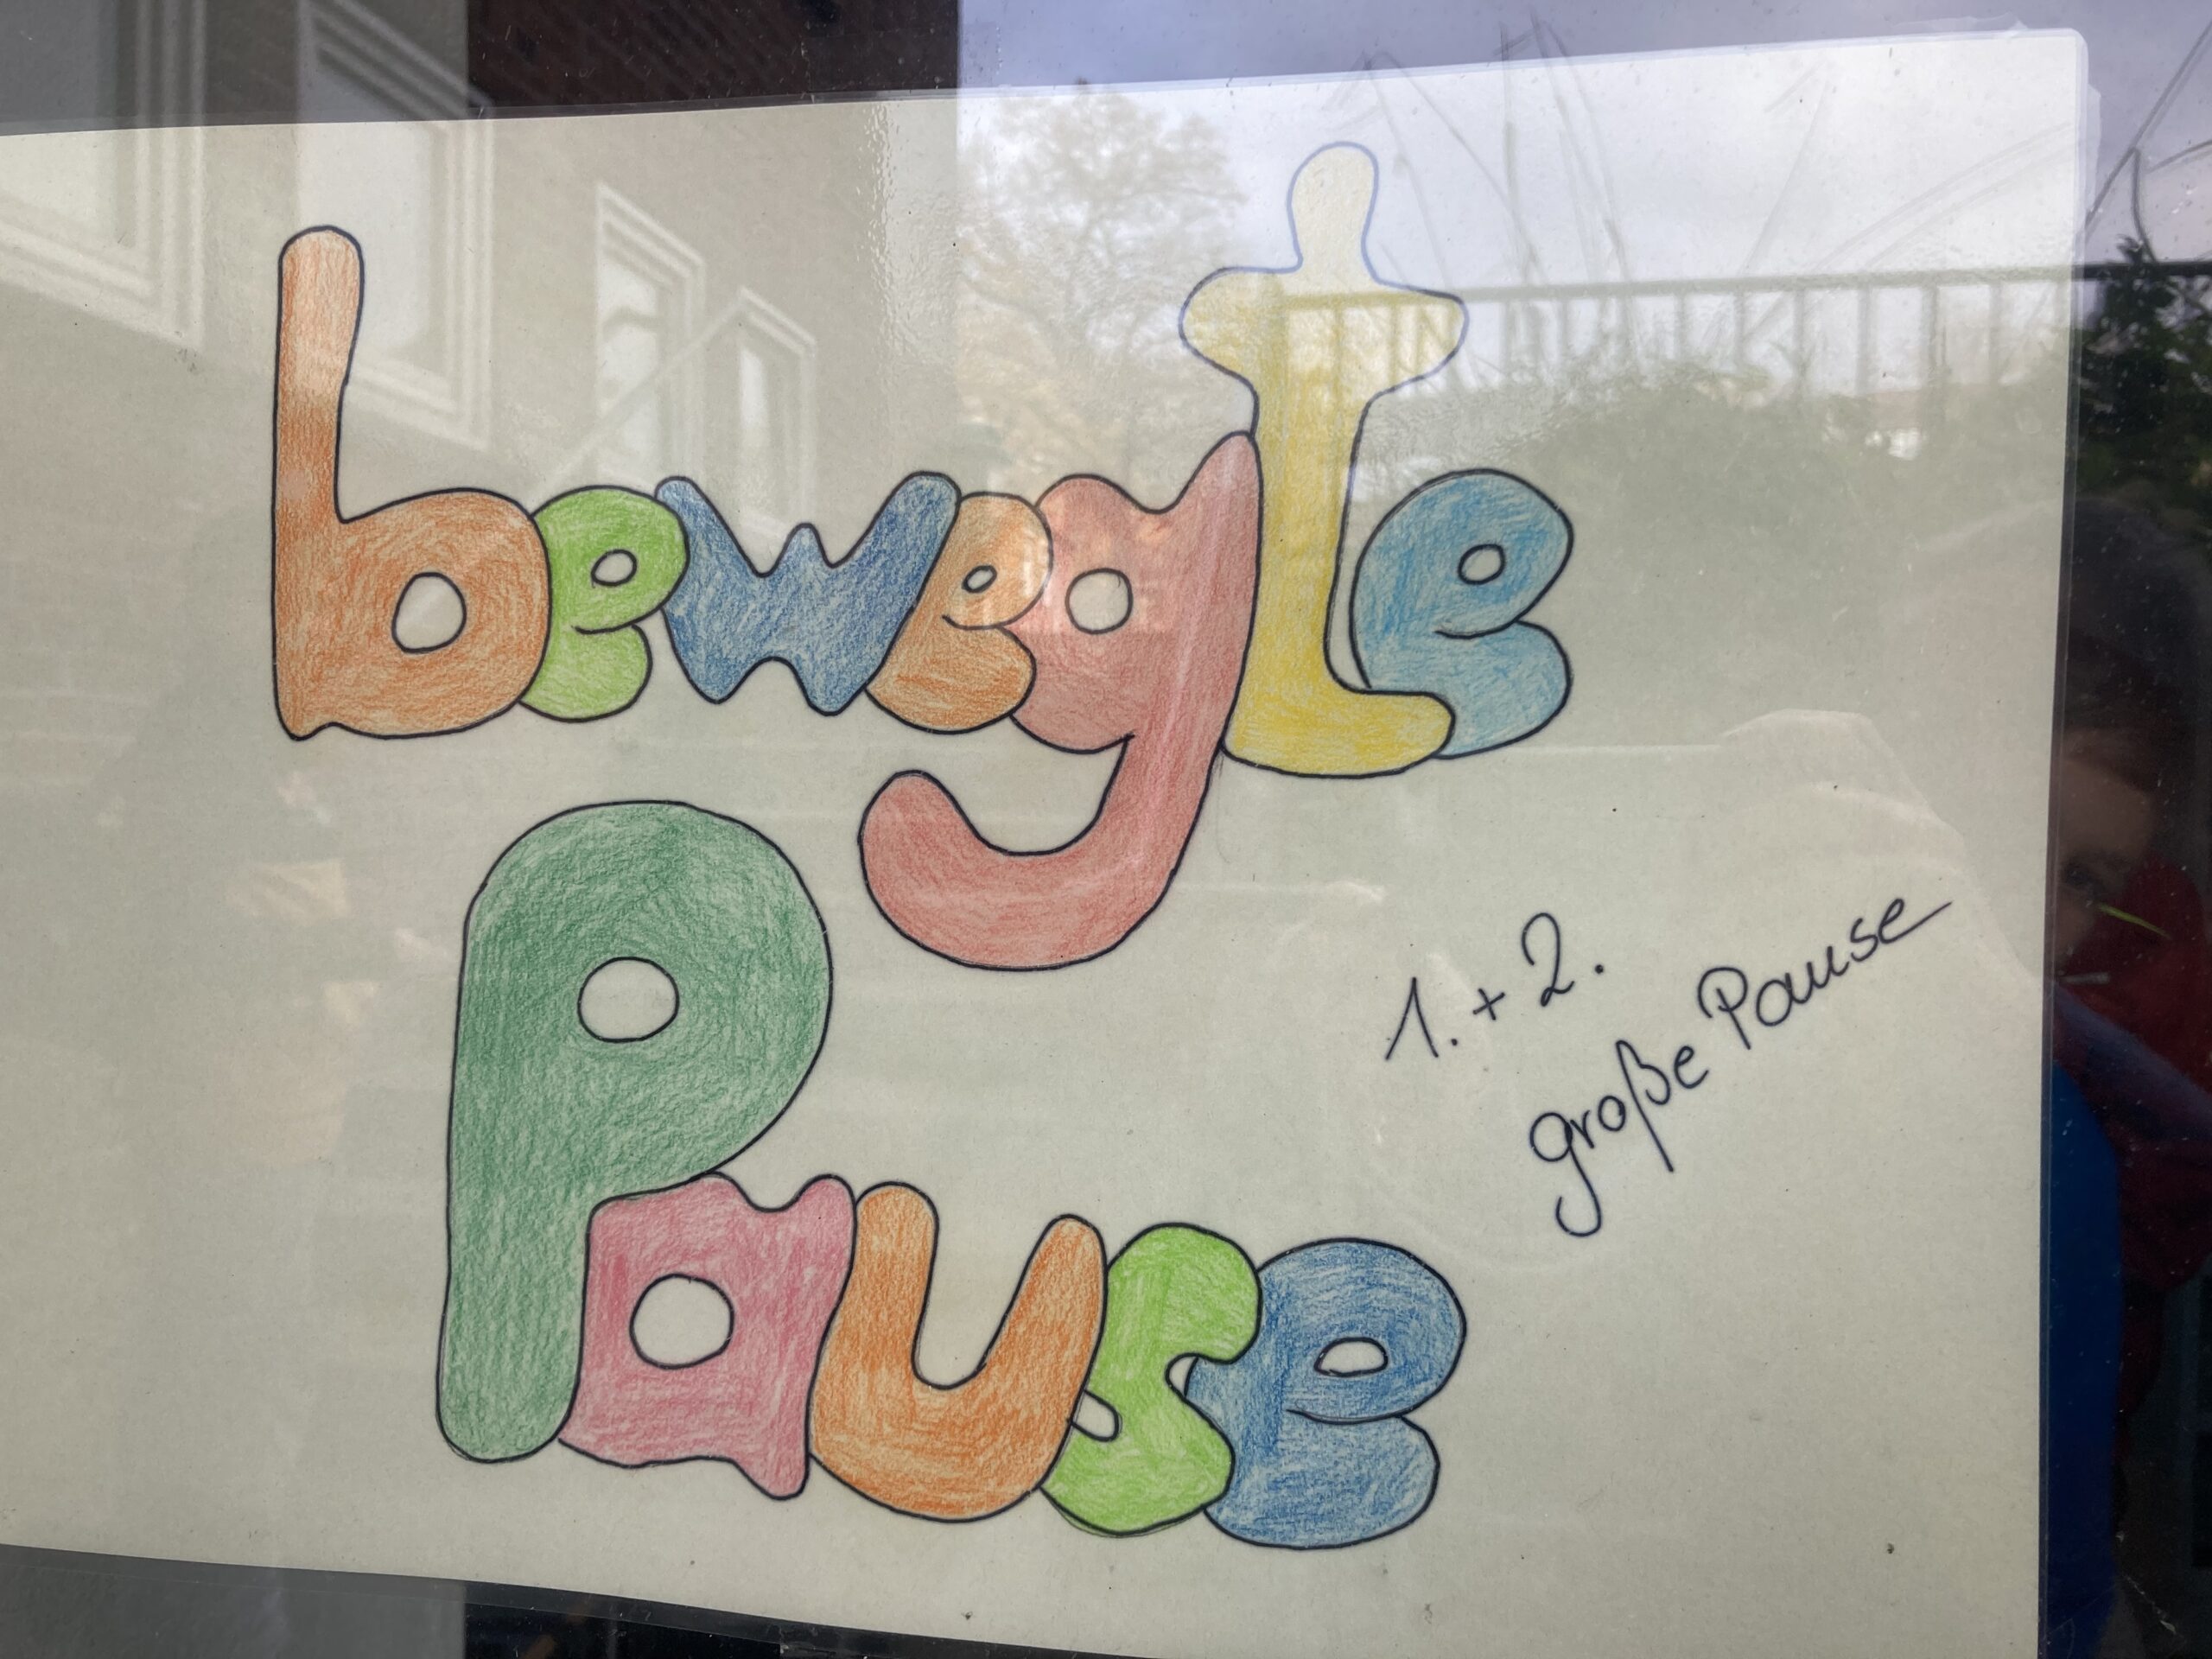 bewegte
Pause
1. + 2.
große Pause